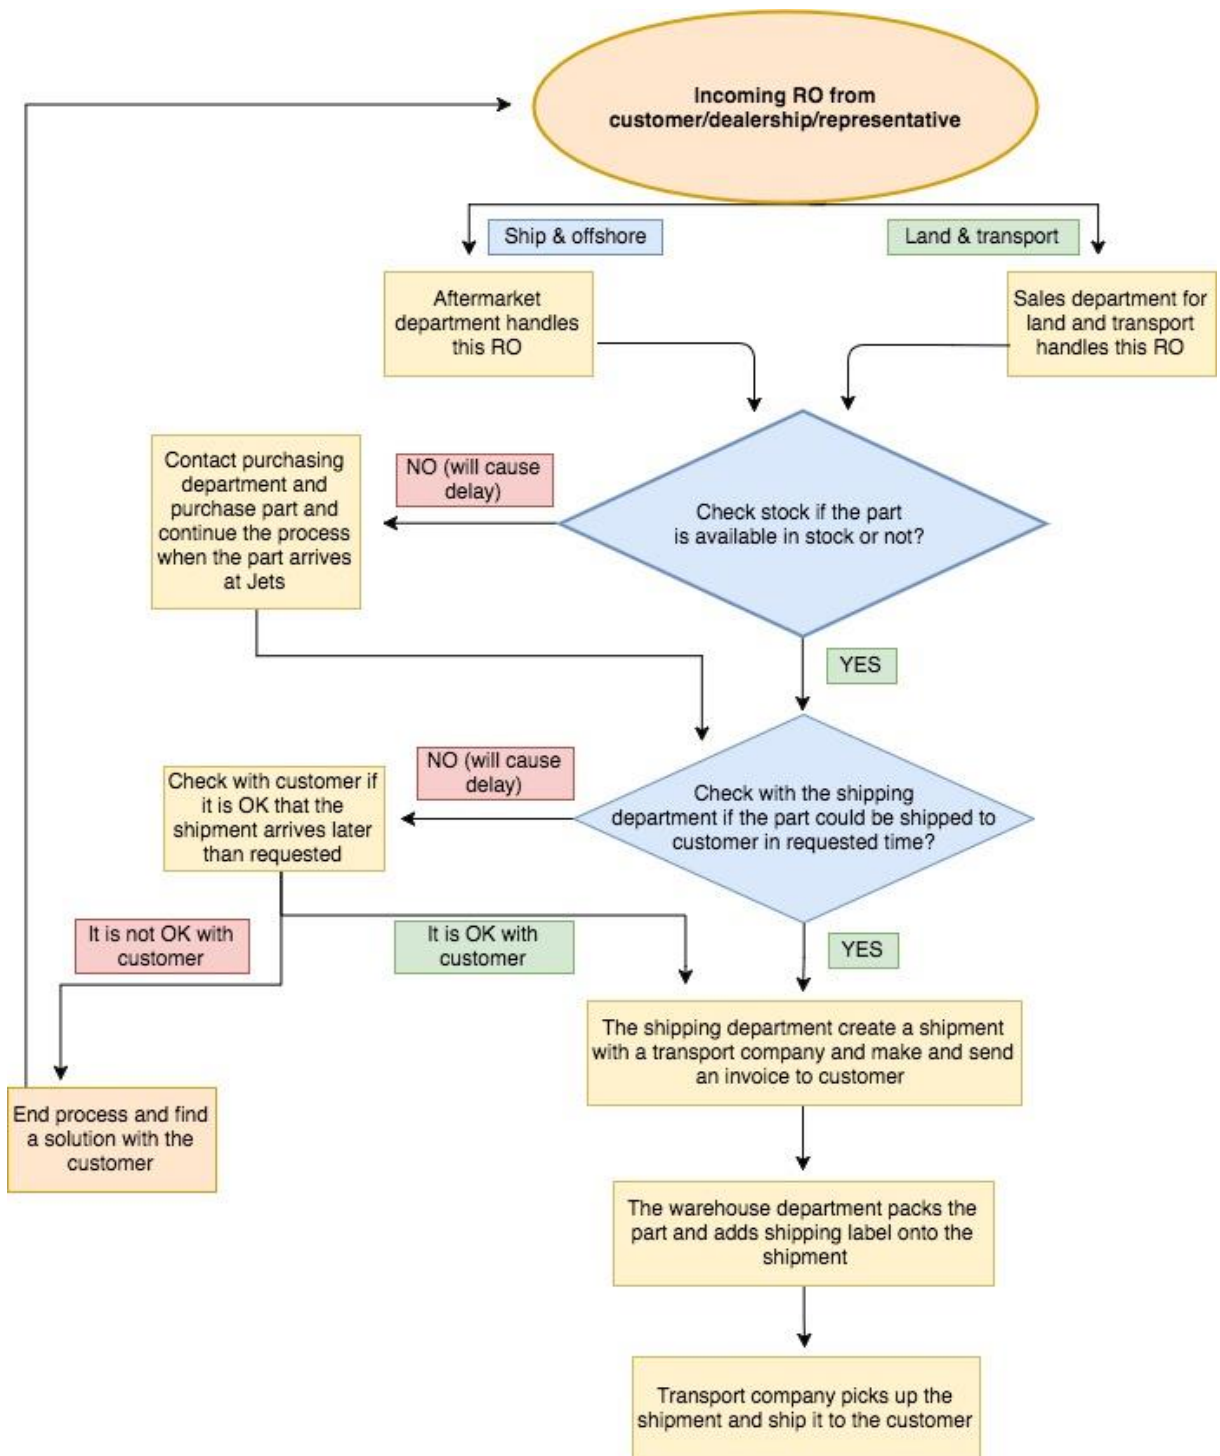 Incoming RO from
customer/dealership/representative
Ship & offshore
Land & transport
Aftermarket
department handles
this RO
Sales department for
land and transport
handles this RO
Contact purchasing
department and
purchase part and
continue the process
when the part arrives
at Jets
NO (will cause
delay)
Check stock if the part
is available in stock or not?
YES
NO (will cause
delay)
Check with customer if
it is OK that the
shipment arrives later
than requested
Check with the shipping
department if the part could be shipped to
customer in requested time?
It is not OK with
customer
It is OK with
customer
YES
The shipping department create a shipment
with a transport company and make and send
an invoice to customer
End process and find
a solution with the
customer
The warehouse department packs the
part and adds shipping label onto the
shipment
Transport company picks up the
shipment and ship it to the customer